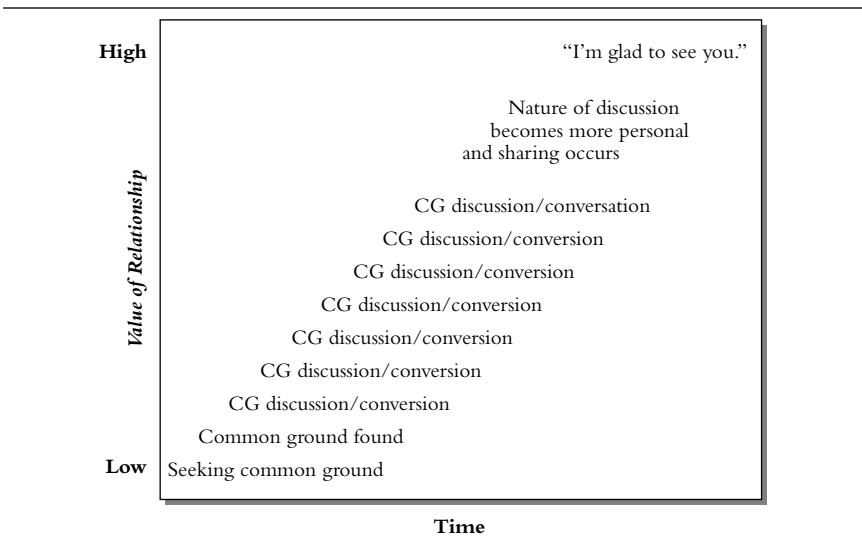 High
“I’m glad to see you.”
Nature of discussion
becomes more personal
and sharing occurs
Value of Relationship
CG discussion/conversation
CG discussion/conversion
CG discussion/conversion
CG discussion/conversion
CG discussion/conversion
CG discussion/conversion
CG discussion/conversion
Common ground found
Low
Seeking common ground
Time